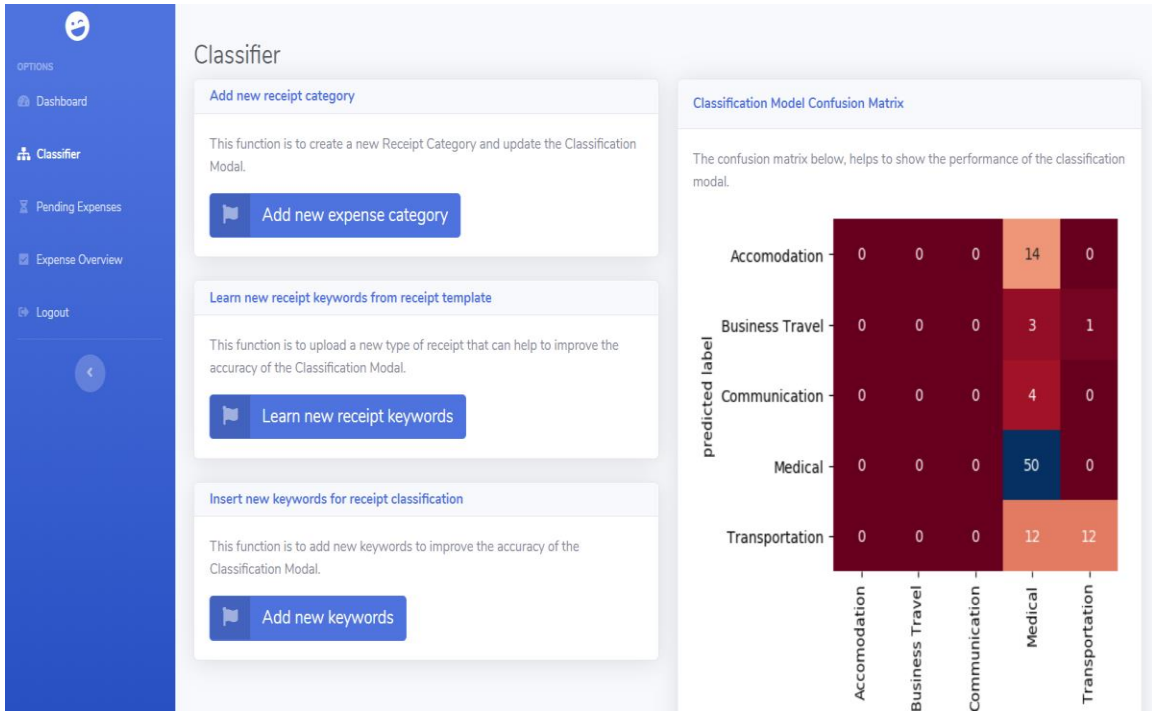 OPTIONS
Dashboard
Classifier
Pending Expenses
Expense Overview
Logout
Classifier
Add new receipt category
This function is to create a new Receipt Category and update the Classification
Modal.
Add new expense category
Learn new receipt keywords from receipt template
This function is to upload a new type of receipt that can help to improve the
accuracy of the Classification Modal.
Learn new receipt keywords
Insert new keywords for receipt classification
This function is to add new keywords to improve the accuracy of the
Classification Modal.
Add new keywords
Classification Model Confusion Matrix
The confusion matrix below, helps to show the performance of the classification
modal.
predicted label
Accomodation 0 0 0 14 0
Business Travel 0 0 0 3 1
Communication 0 0 0 4 0
Medical 0 0 0 50 0
Transportation 0 0 0 12 12
Accomodation
Business Travel
Communication
Medical
Transportation